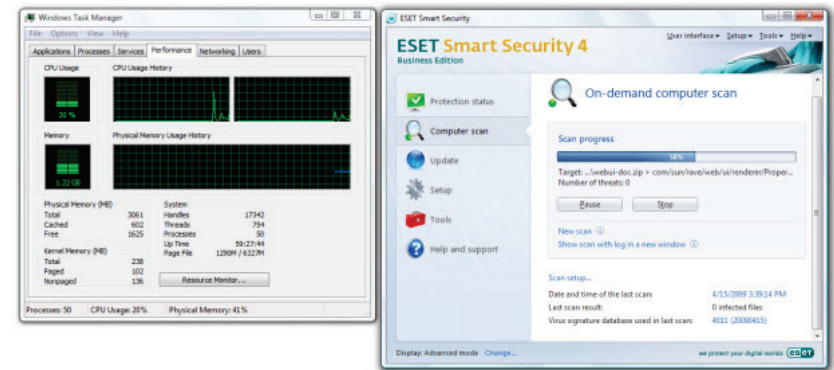 Windows Task Manager
File Options View Help
Applications Processes Services Performance Networking Users
CPU Usage CPU Usage History
20 %
Memory Physical Memory Usage History
1.22 GB
Physical Memory (MB)
Total 3061
Cached 602
Free 1625
Kernel Memory (MB)
Total 238
Paged 102
Nonpaged 136
System
Handles 17342
Threads 794
Processes 50
Up Time 59:27:44
Page File 1290M / 6327M
Resource Monitor...
Processes: 50 CPU Usage: 20% Physical Memory: 41%
ESET Smart Security
ESET Smart Security 4
Business Edition
User interface Setup Tools Help
Protection status
Computer scan
Update
Setup
Tools
Help and support
On-demand computer scan
Scan progress
58%
Target: ...\webui-doc.zip > com/sun/rave/web/ui/renderer/Proper...
Number of threats: 0
Pause Stop
New scan
Show scan with log in a new window
Scan setup...
Date and time of the last scan: 4/15/2009 3:39:14 PM
Last scan result: 0 infected files
Virus signature database used in last scan: 4011 (20090415)
Display: Advanced mode Change...
we protect your digital worlds eset